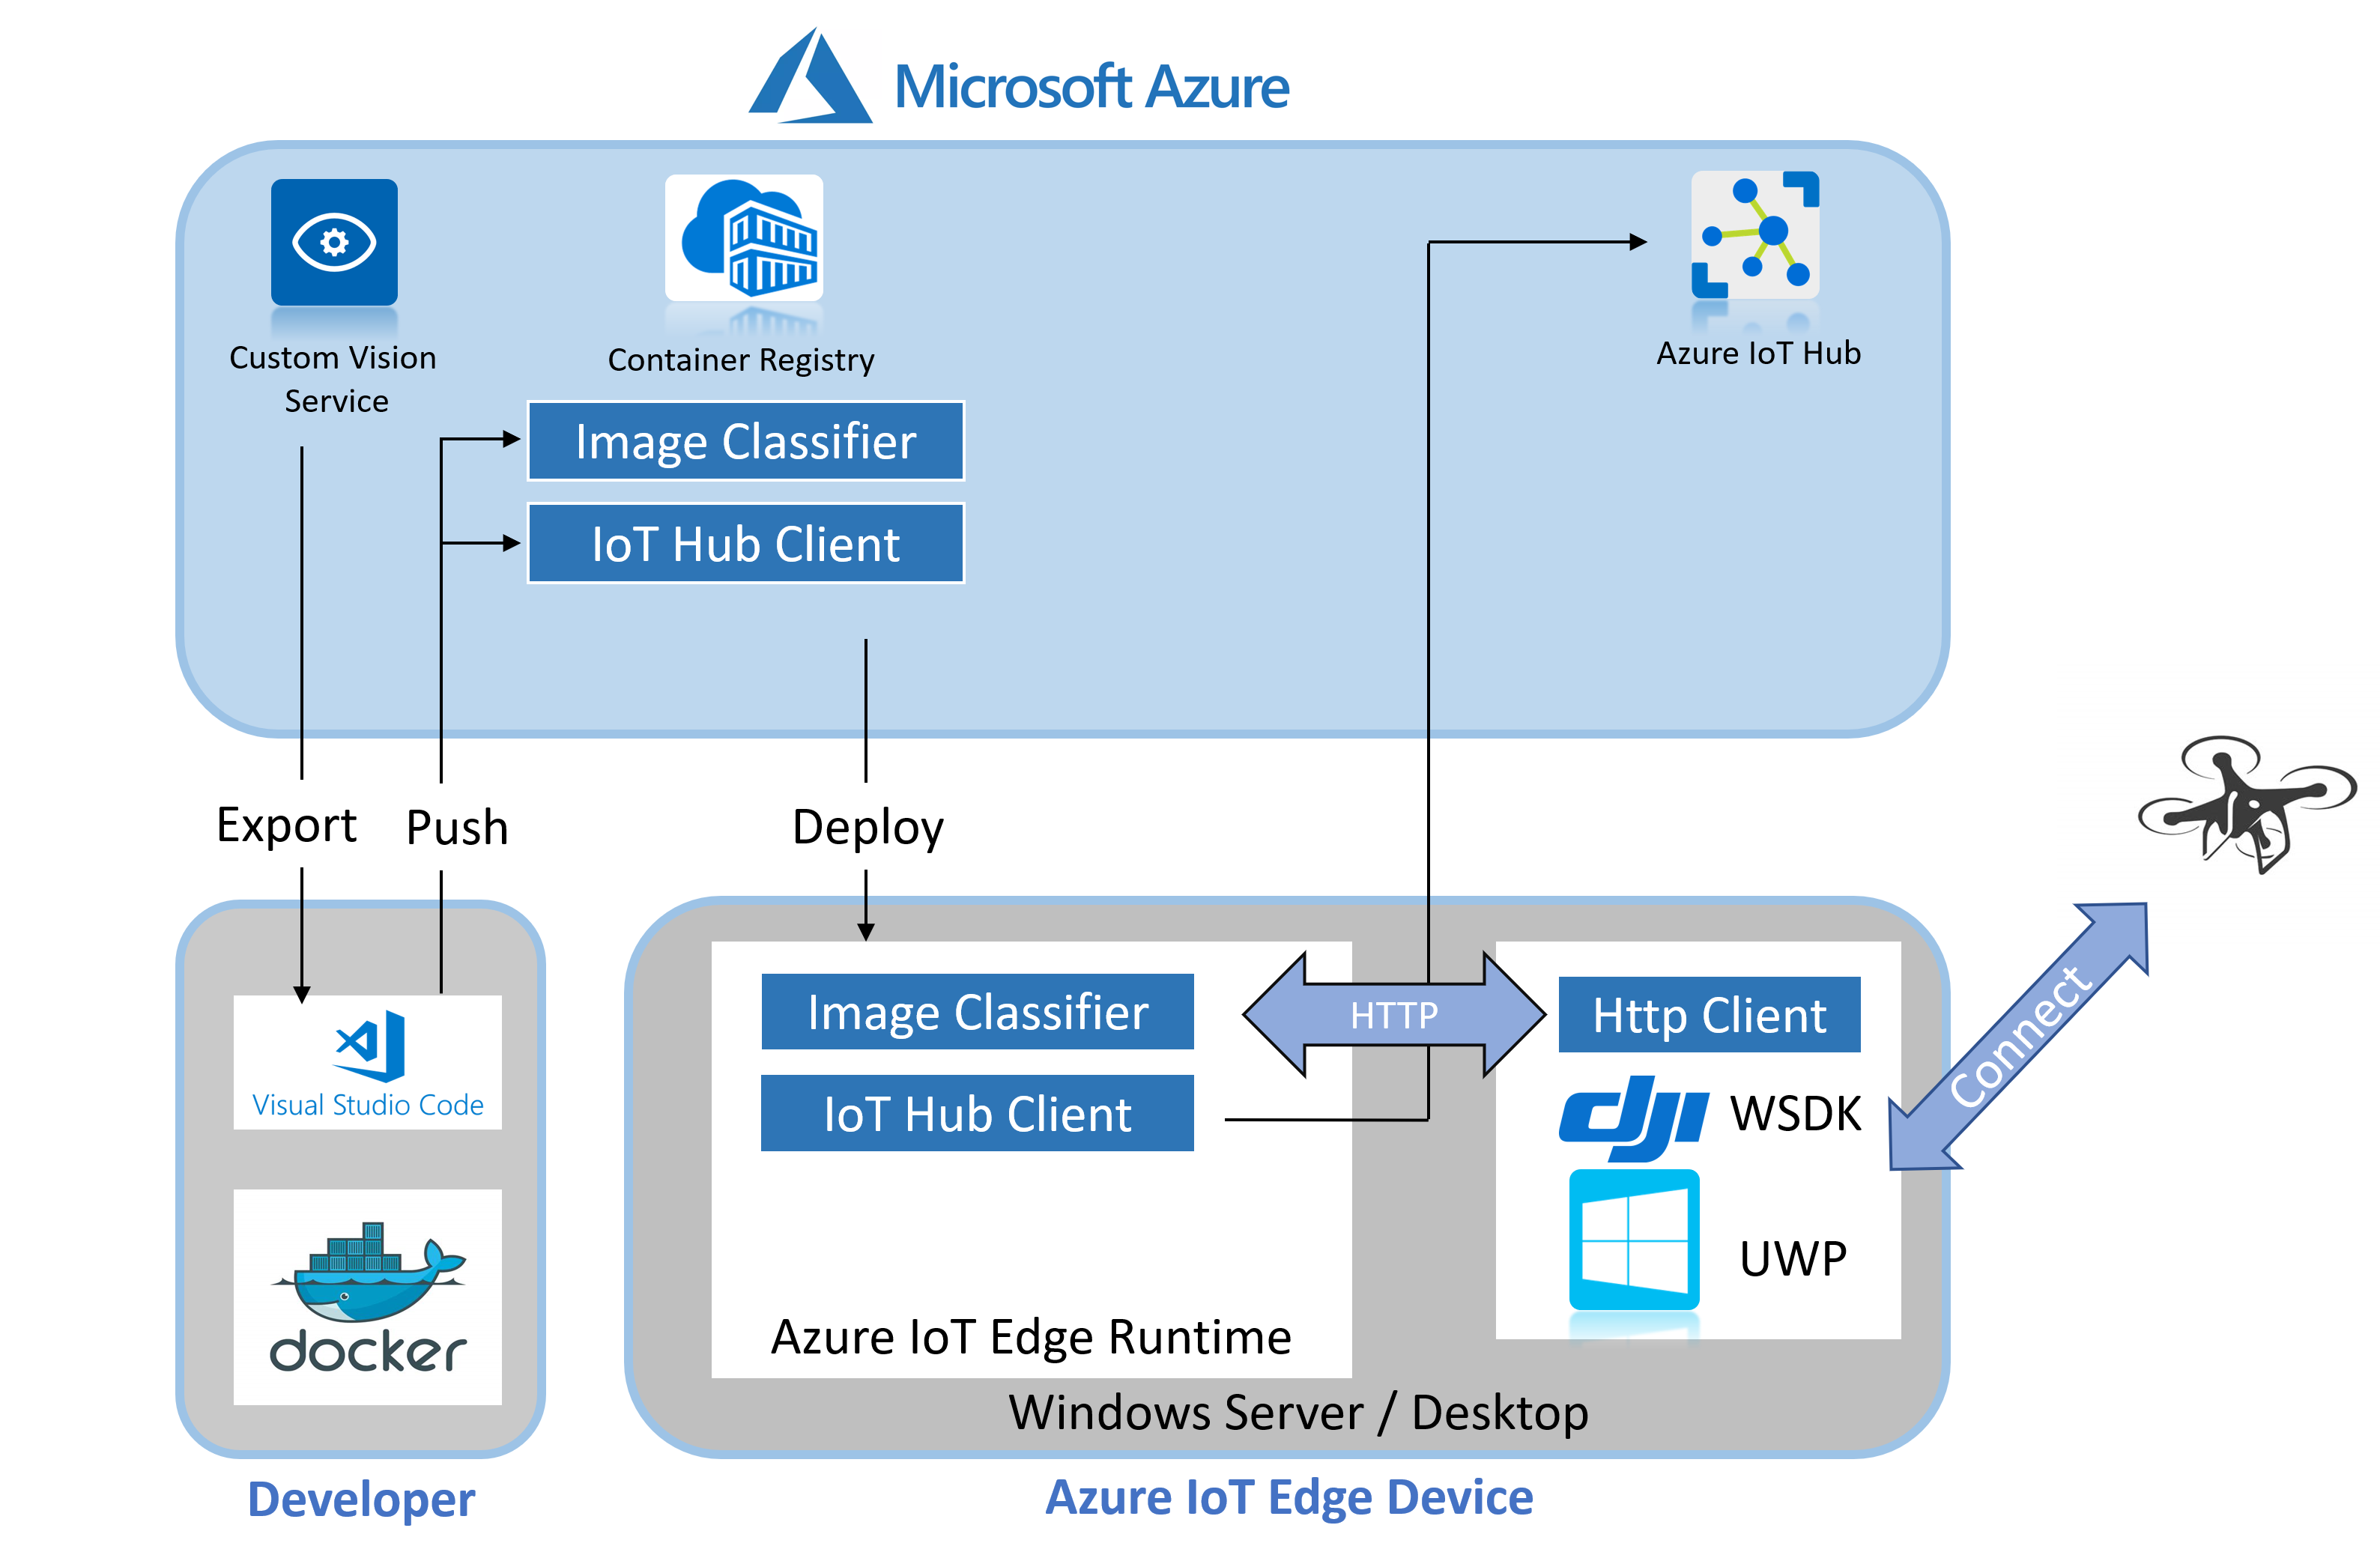 Microsoft Azure
Custom Vision
Service
Container Registry
Azure IoT Hub
Image Classifier
IoT Hub Client
Export
Push
Deploy
Connect
Image Classifier
HTTP
Http Client
IoT Hub Client
dji WSDK
UWP
Azure IoT Edge Runtime
Windows Server / Desktop
Visual Studio Code
docker
Developer
Azure IoT Edge Device